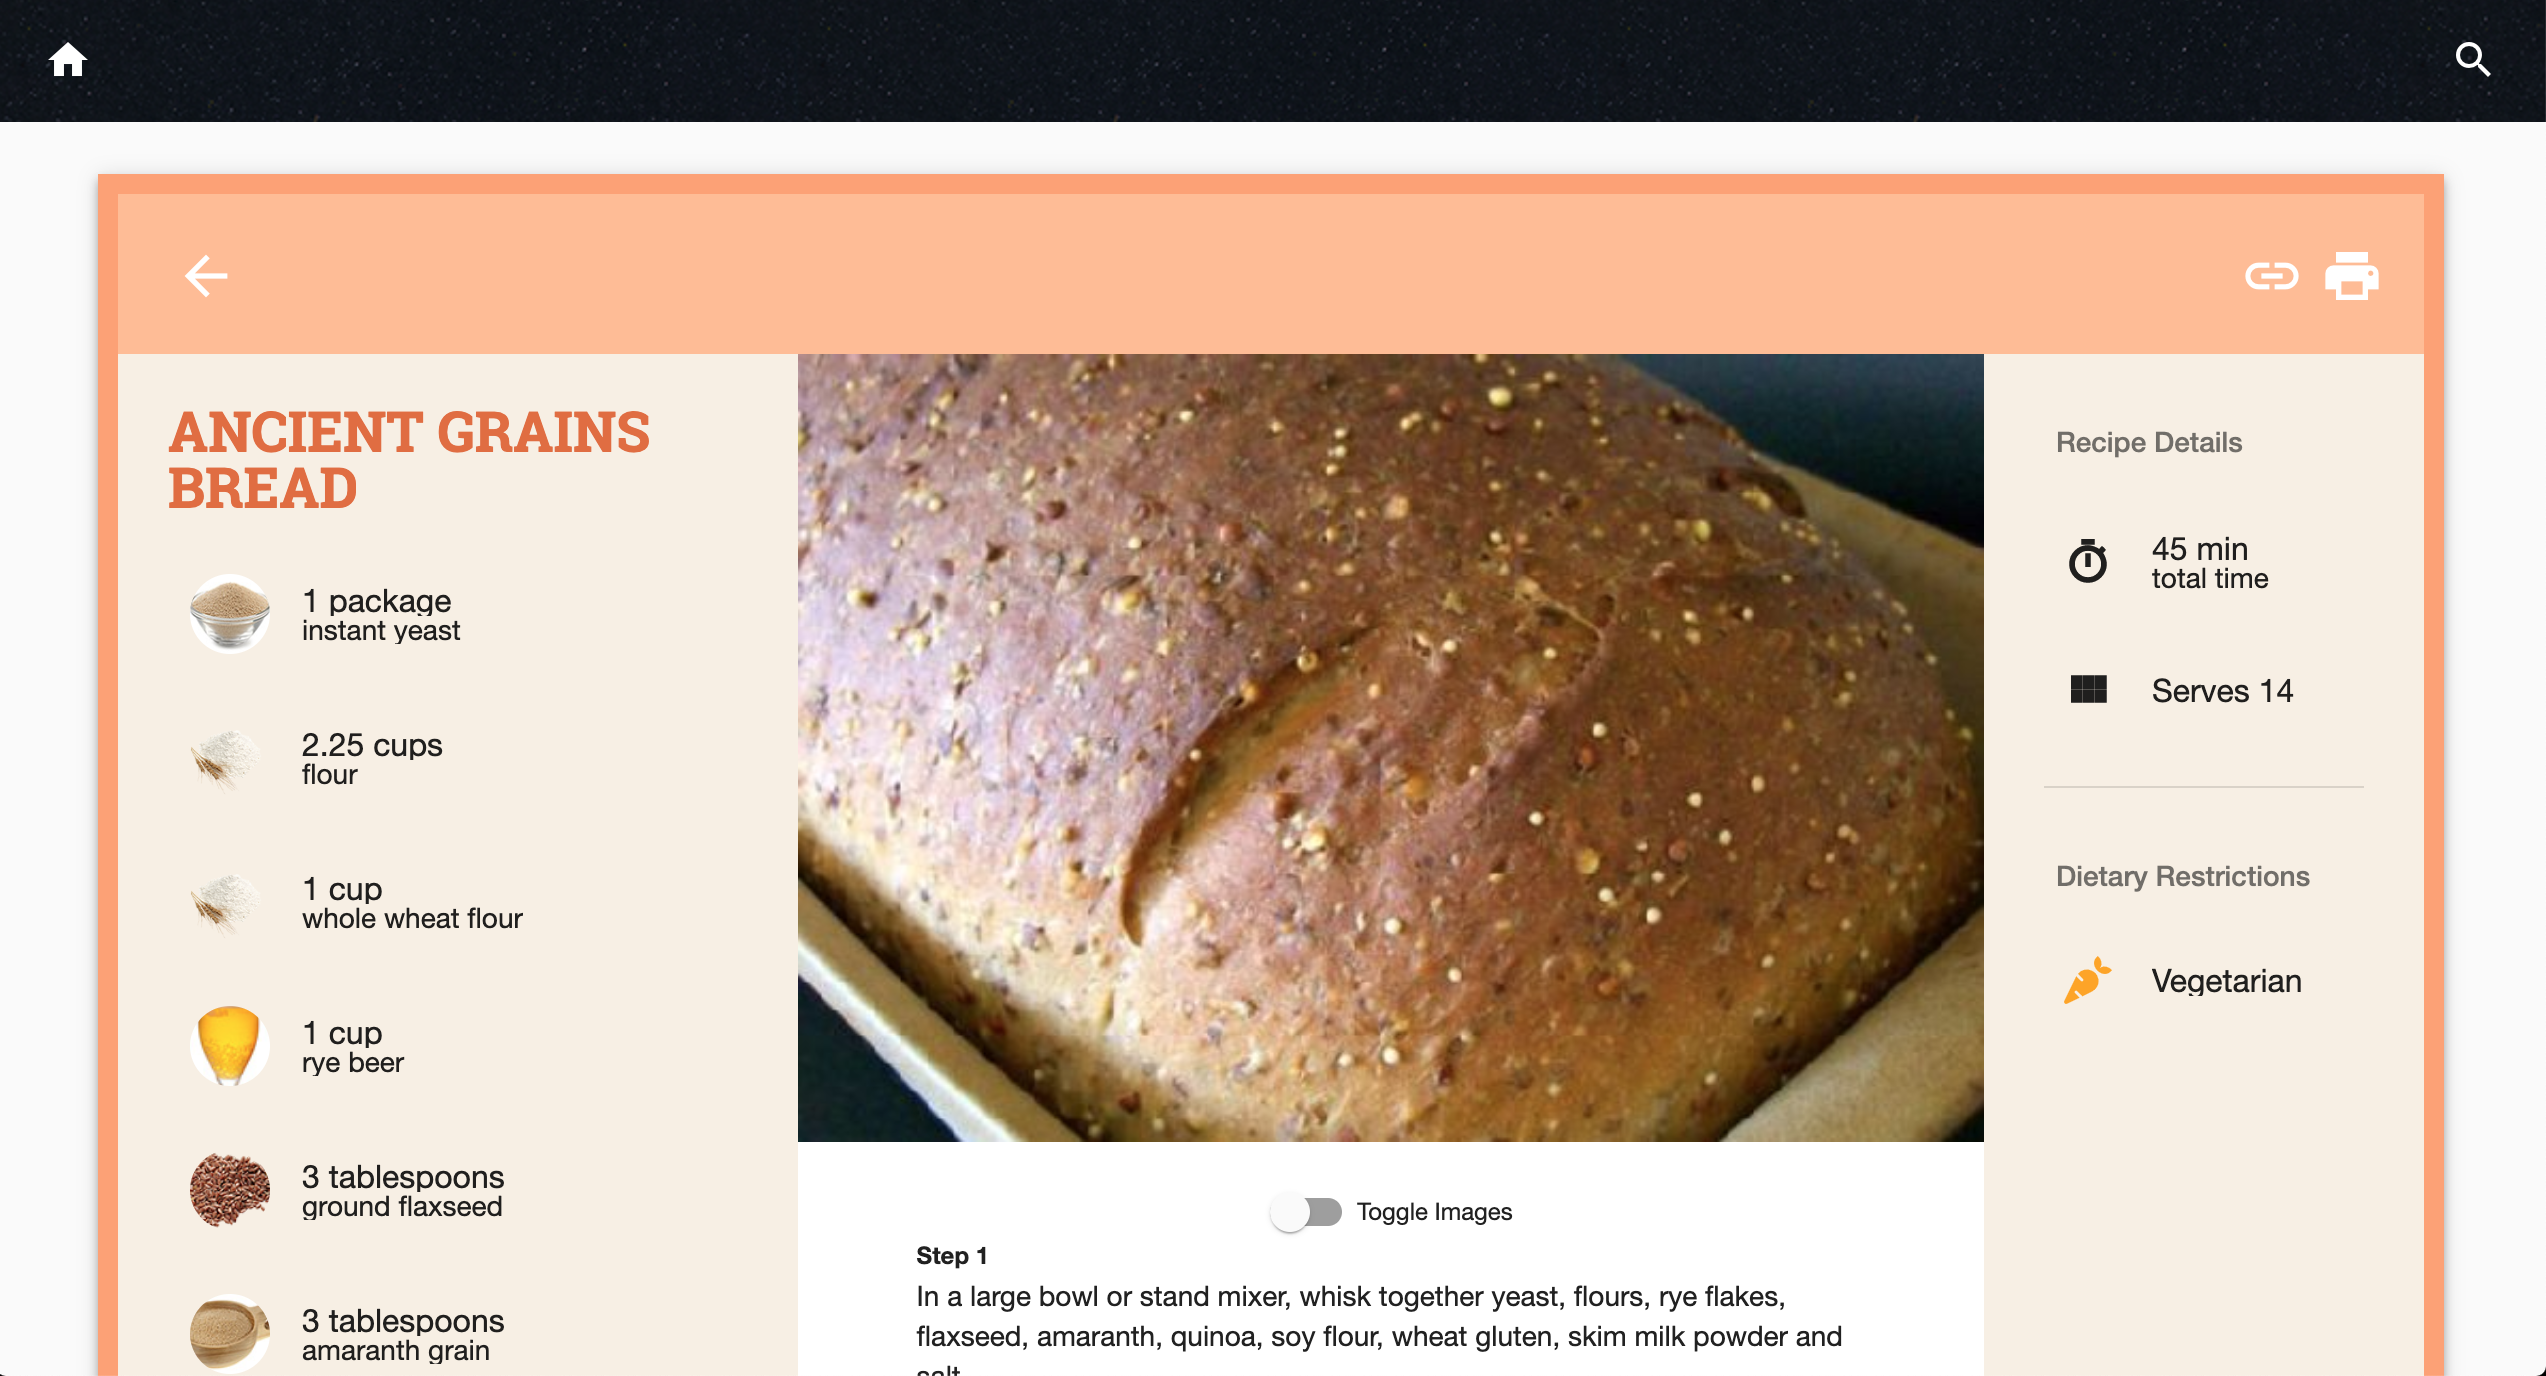 ANCIENT GRAINS
BREAD
1 package
instant yeast
2.25 cups
flour
1 cup
whole wheat flour
1 cup
rye beer
3 tablespoons
ground flaxseed
3 tablespoons
amaranth grain
Toggle Images
Step 1
In a large bowl or stand mixer, whisk together yeast, flours, rye flakes,
flaxseed, amaranth, quinoa, soy flour, wheat gluten, skim milk powder and
salt.
Recipe Details
45 min
total time
Serves 14
Dietary Restrictions
Vegetarian